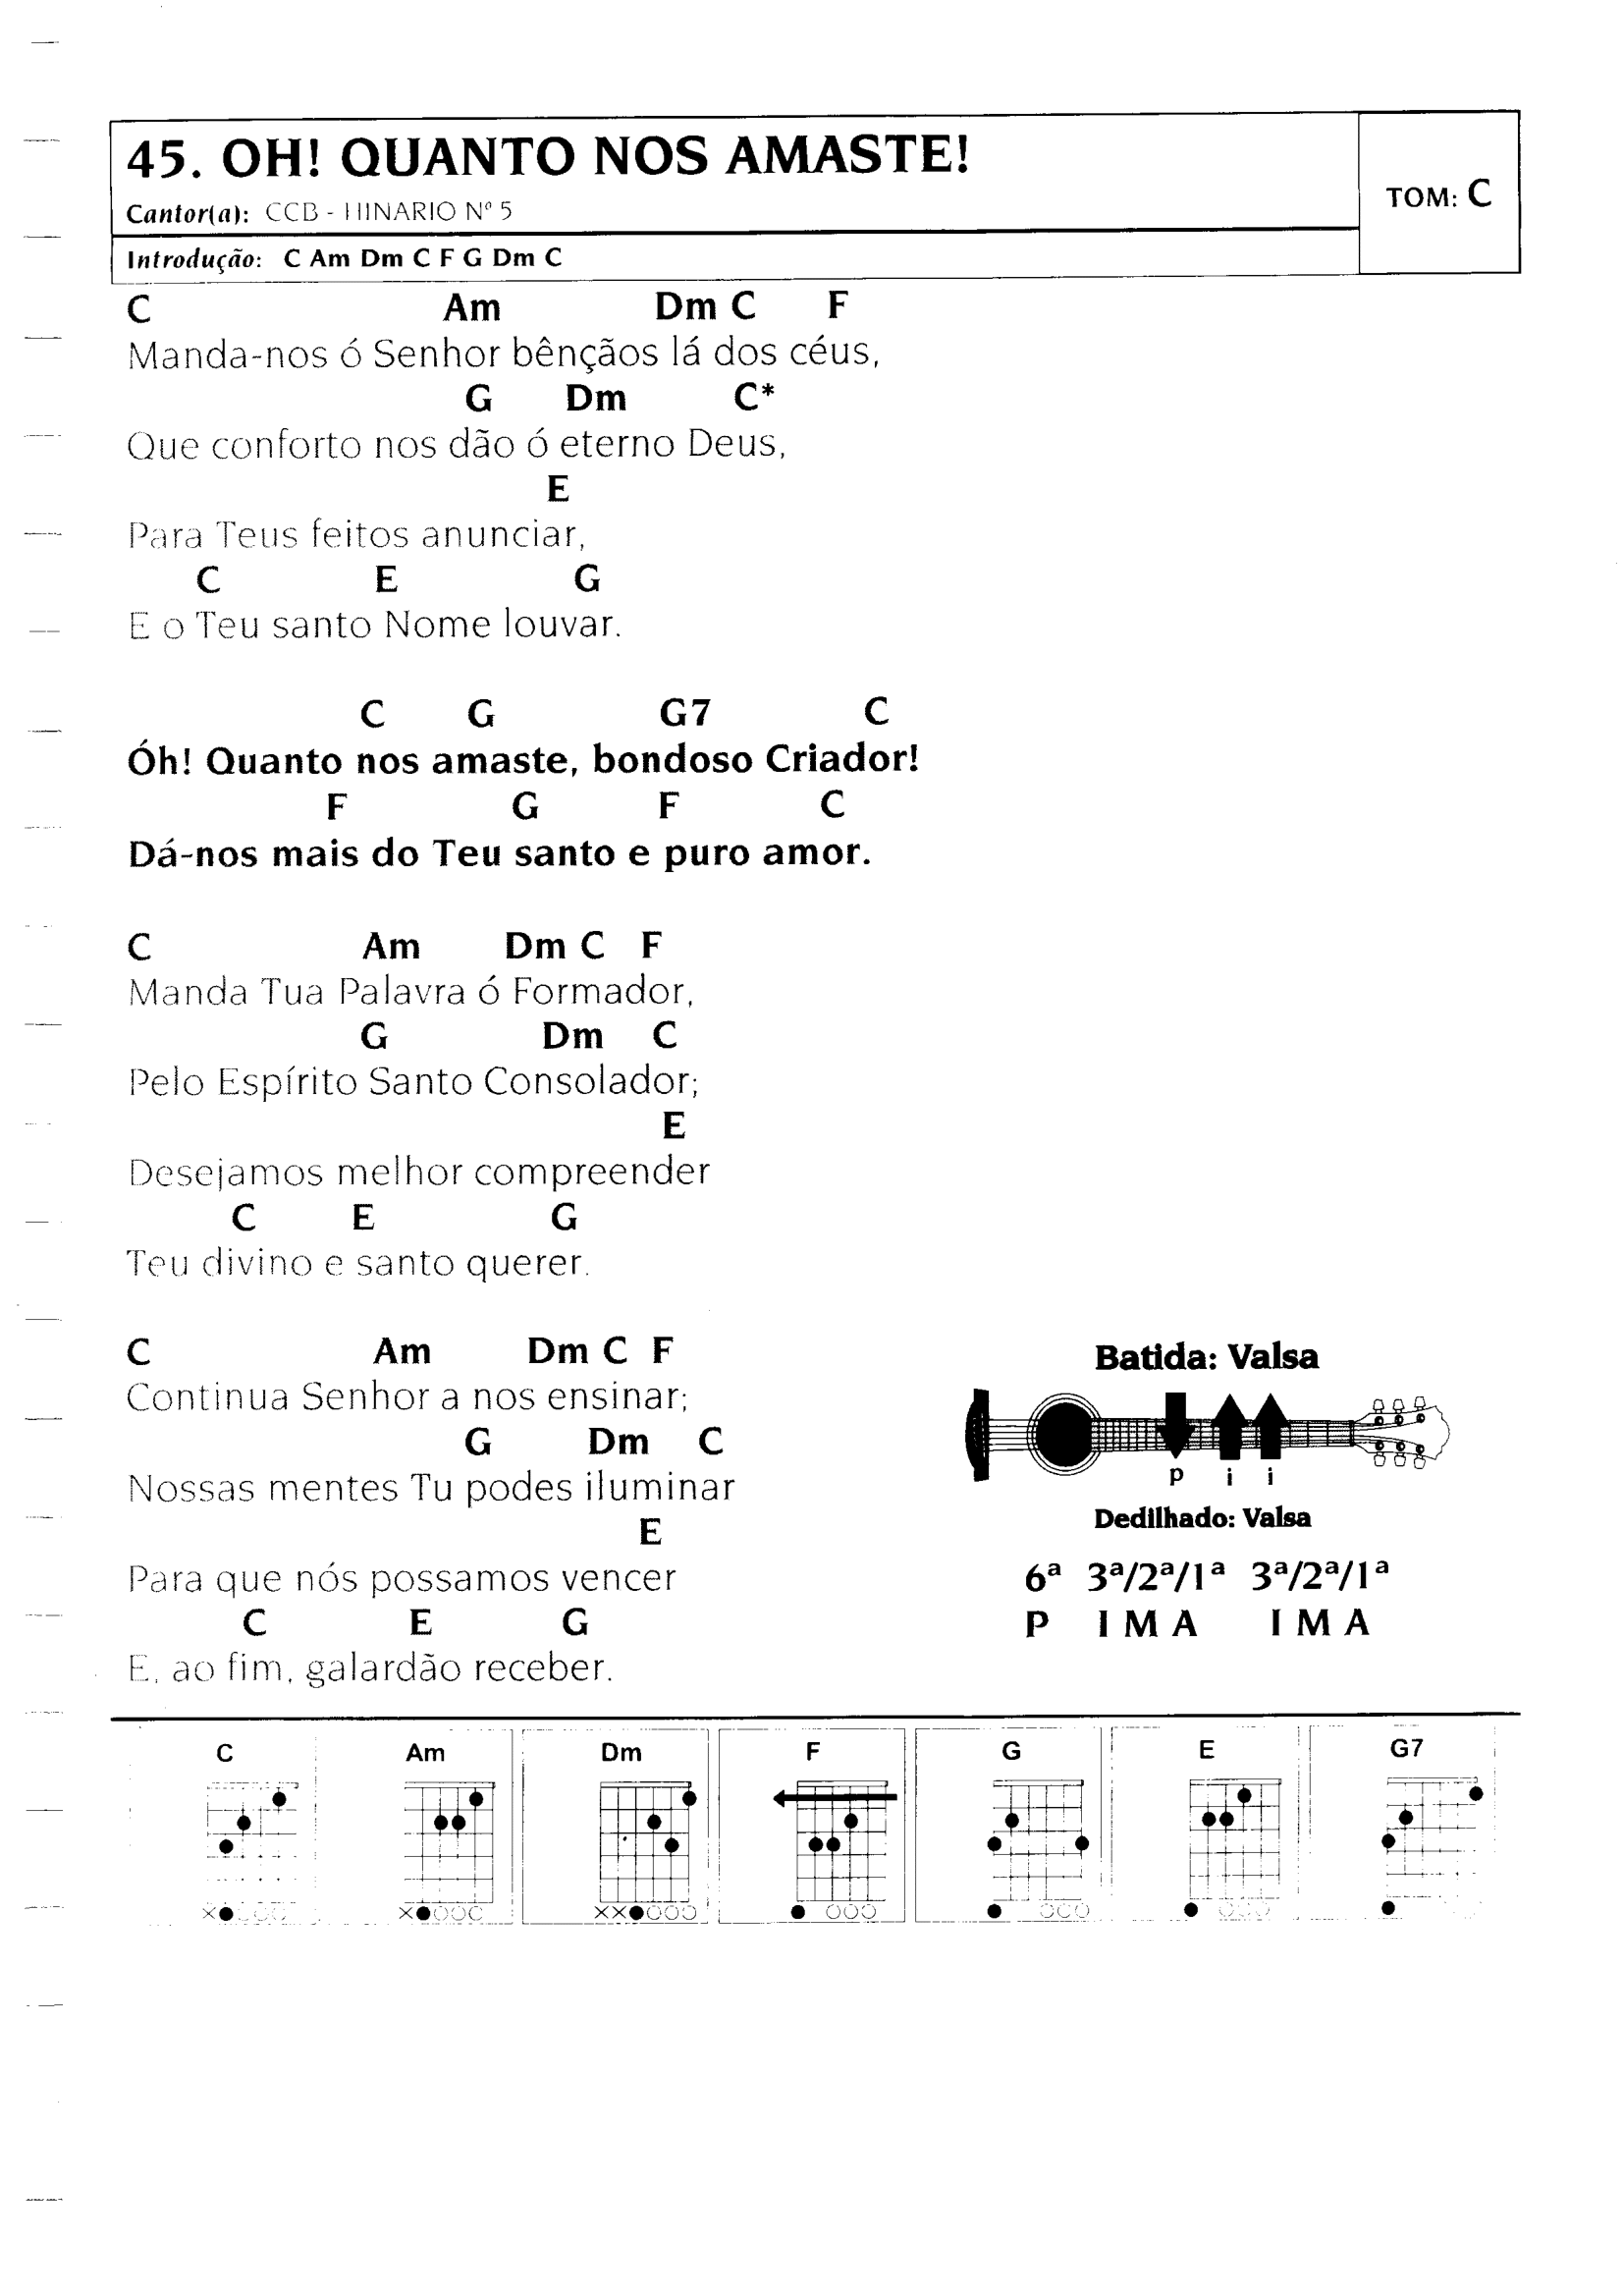 45. OH! QUANTO NOS AMASTE!
Cantor(a): CCB - HINARIO Nº 5
TOM: C
Introdução: C Am Dm C F G Dm C
C Am Dm C F
Manda-nos ó Senhor bênçãos lá dos céus,
G Dm C*
Que conforto nos dão ó eterno Deus,
E
Para Teus feitos anunciar,
C E G
E o Teu santo Nome louvar.
C G G7 C
Óh! Quanto nos amaste, bondoso Criador!
F G F C
Dá-nos mais do Teu santo e puro amor.
C Am Dm C F
Manda Tua Palavra ó Formador,
G Dm C
Pelo Espírito Santo Consolador;
E
Desejamos melhor compreender
C E G
Teu divino e santo querer.
C Am Dm C F
Continua Senhor a nos ensinar;
G Dm C
Nossas mentes Tu podes iluminar
E
Para que nós possamos vencer
C E G
E, ao fim, galardão receber.
Batida: Valsa
p i i
Dedilhado: Valsa
6ª 3ª/2ª/1ª 3ª/2ª/1ª
P I M A I M A
C Am Dm F G E G7